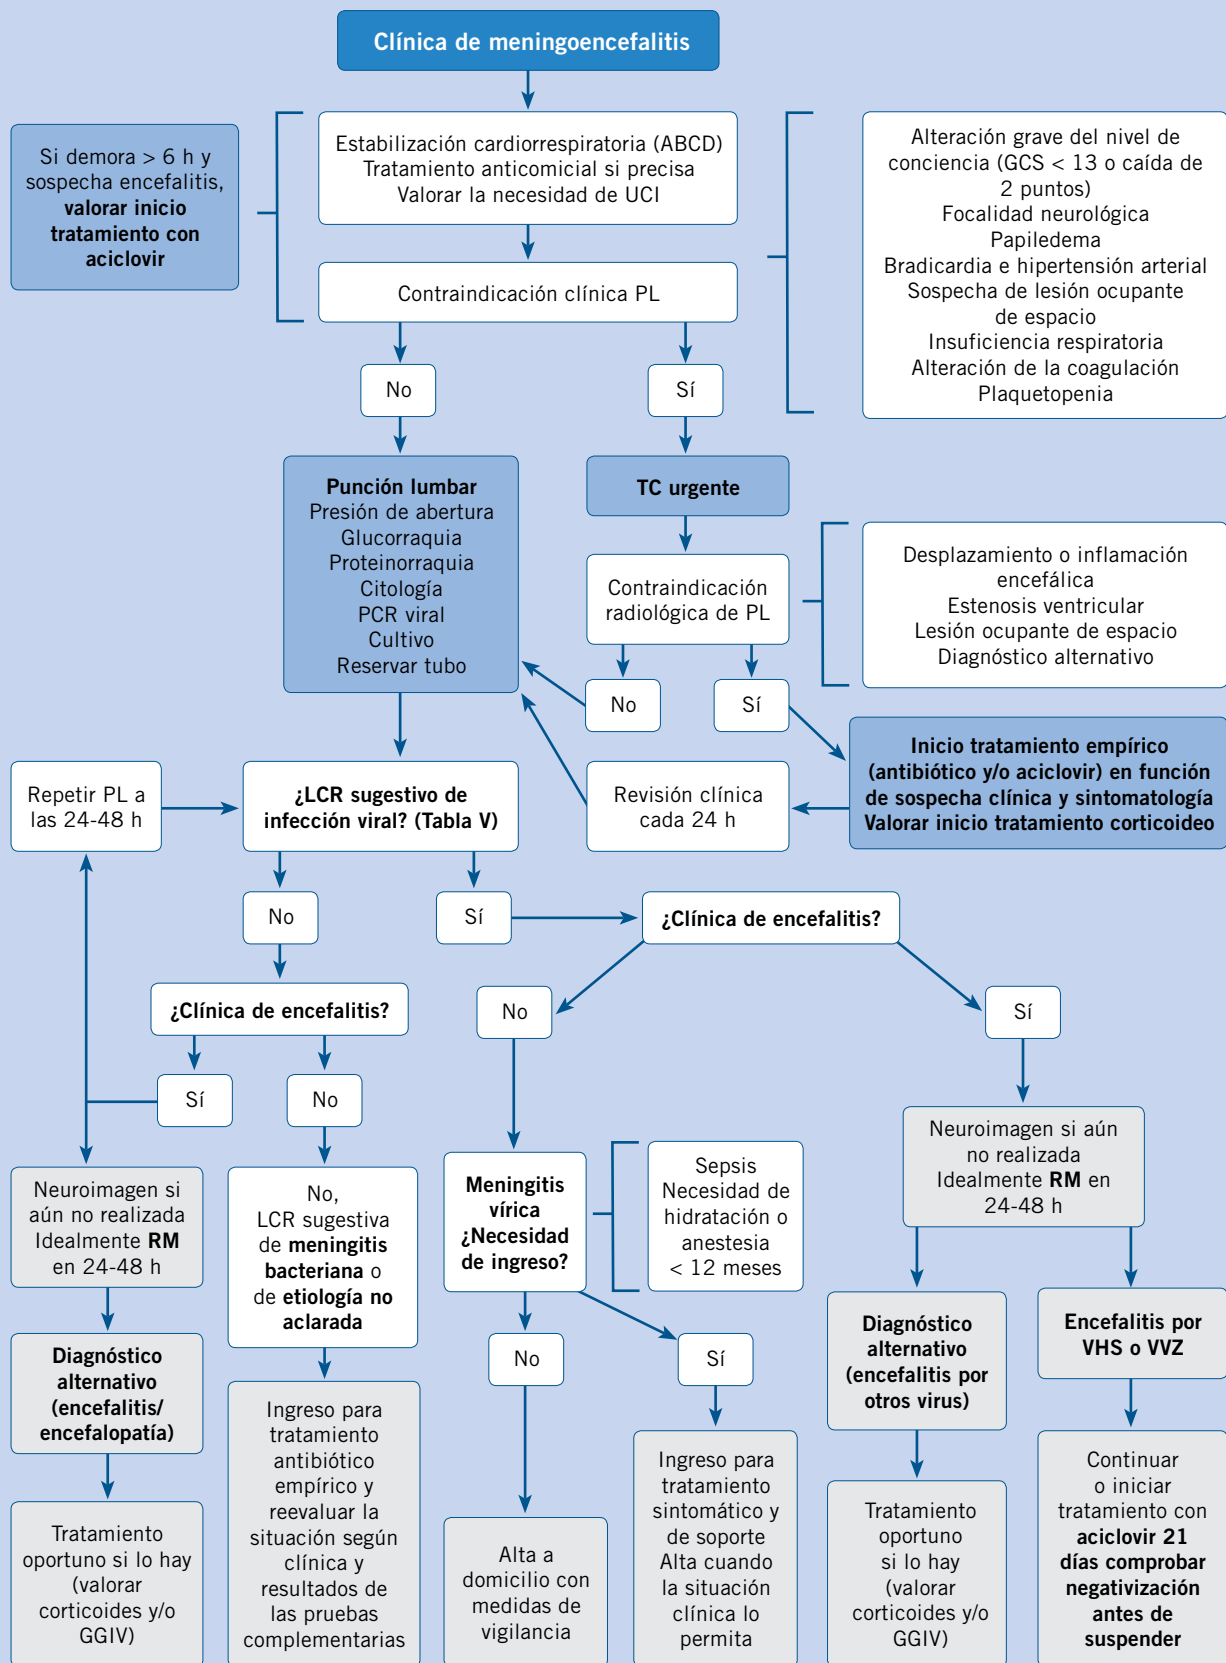 Clínica de meningoencefalitis
Si demora > 6 h y
sospecha encefalitis,
valorar inicio
tratamiento con
aciclovir
Estabilización cardiorrespiratoria (ABCD)
Tratamiento anticomicial si precisa
Valorar la necesidad de UCI
Contraindicación clínica PL
Alteración grave del nivel de
conciencia (GCS < 13 o caída de
2 puntos)
Focalidad neurológica
Papiledema
Bradicardia e hipertensión arterial
Sospecha de lesión ocupante
de espacio
Insuficiencia respiratoria
Alteración de la coagulación
Plaquetopenia
No
Sí
Punción lumbar
Presión de abertura
Glucorraquia
Proteinorraquia
Citología
PCR viral
Cultivo
Reservar tubo
TC urgente
Contraindicación
radiológica de PL
Desplazamiento o inflamación
encefálica
Estenosis ventricular
Lesión ocupante de espacio
Diagnóstico alternativo
No
Sí
Inicio tratamiento empírico
(antibiótico y/o aciclovir) en función
de sospecha clínica y sintomatología
Valorar inicio tratamiento corticoideo
Revisión clínica
cada 24 h
Repetir PL a
las 24-48 h
¿LCR sugestivo de
infección viral? (Tabla V)
No
Sí
¿Clínica de encefalitis?
¿Clínica de encefalitis?
No
Sí
Sí
No
Neuroimagen si
aún no realizada
Idealmente RM
en 24-48 h
No,
LCR sugestiva
de meningitis
bacteriana o
de etiología no
aclarada
Meningitis
vírica
¿Necesidad
de ingreso?
Sepsis
Necesidad de
hidratación o
anestesia
< 12 meses
Neuroimagen si aún
no realizada
Idealmente RM en
24-48 h
No
Sí
Diagnóstico
alternativo
(encefalitis/
encefalopatía)
Diagnóstico
alternativo
(encefalitis por
otros virus)
Encefalitis por
VHS o VVZ
Tratamiento
oportuno si lo hay
(valorar
corticoides y/o
GGIV)
Ingreso para
tratamiento
antibiótico
empírico y
reevaluar la
situación según
clínica y
resultados de
las pruebas
complementarias
Alta a
domicilio con
medidas de
vigilancia
Ingreso para
tratamiento
sintomático y
de soporte
Alta cuando
la situación
clínica lo
permita
Tratamiento
oportuno
si lo hay
(valorar
corticoides y/o
GGIV)
Continuar
o iniciar
tratamiento con
aciclovir 21
días comprobar
negativización
antes de
suspender